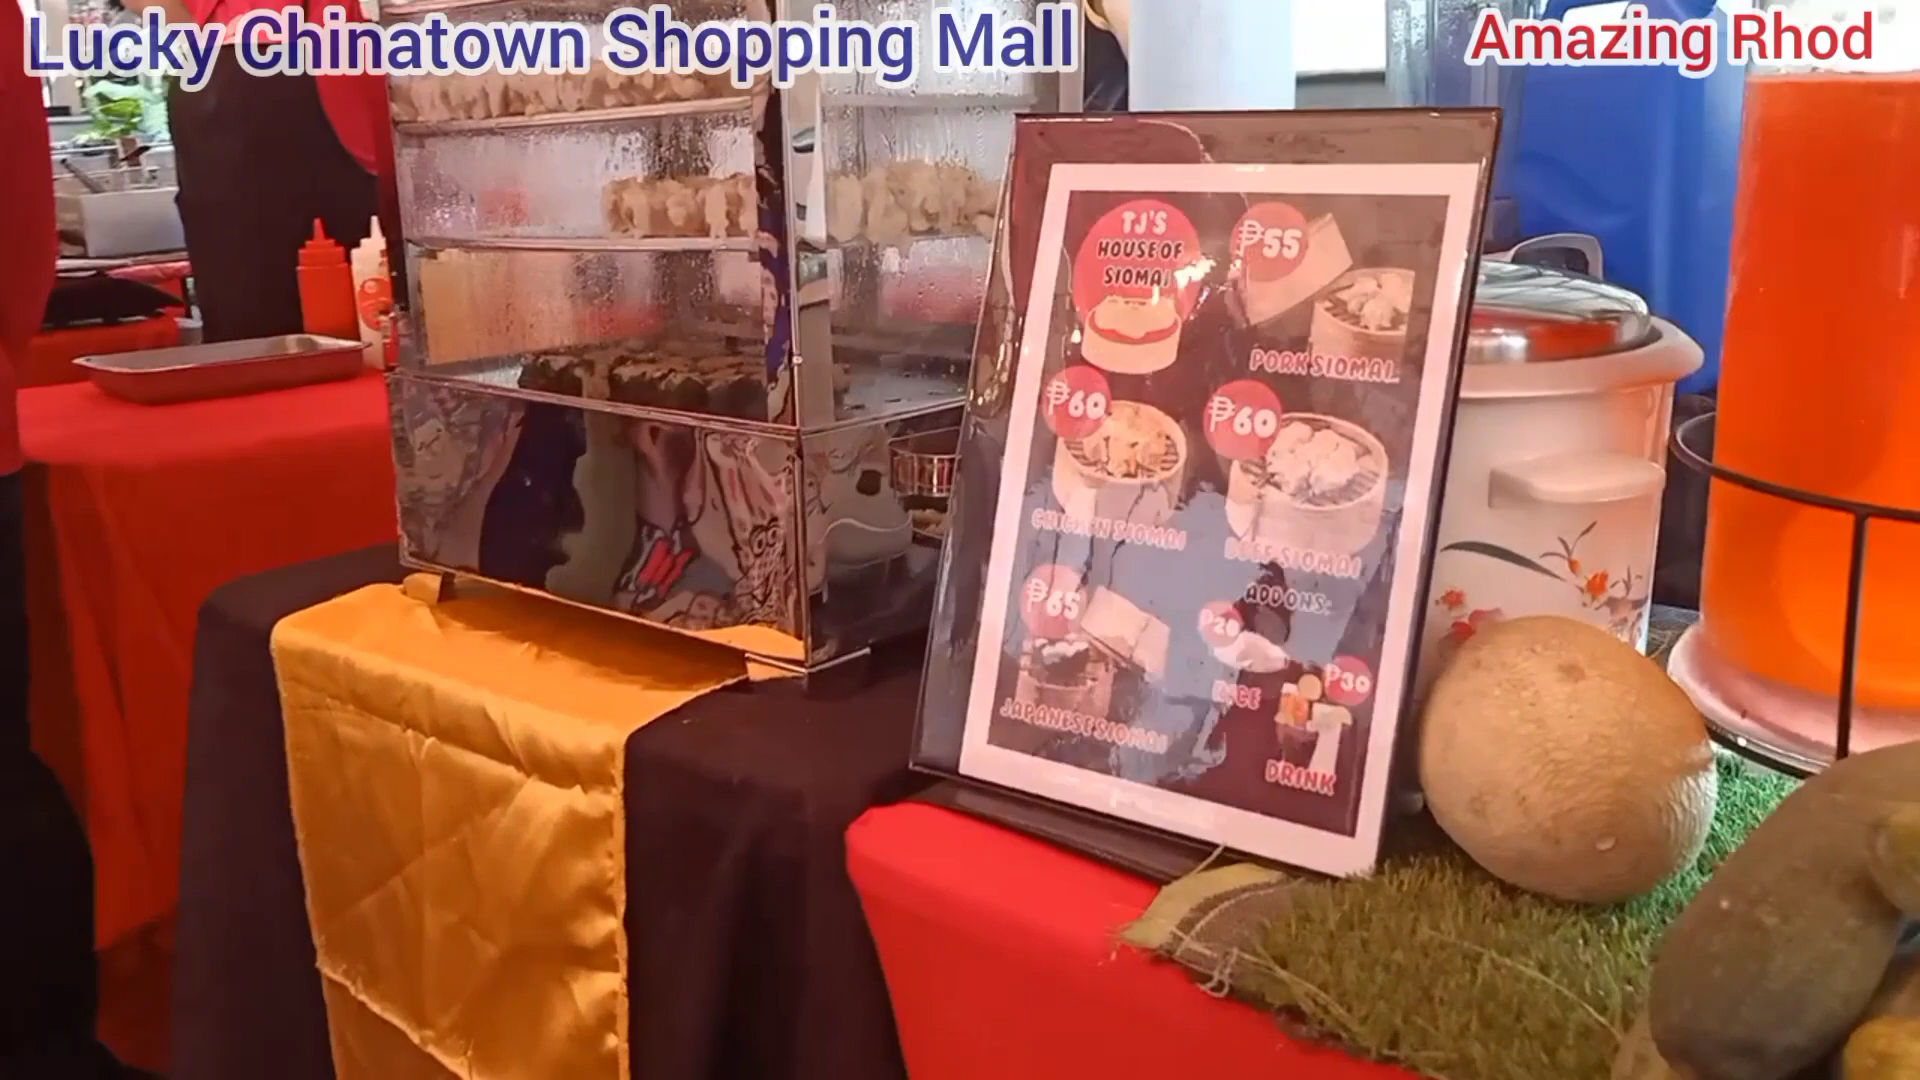 Lucky Chinatown Shopping Mall
Amazing Rhod
TJ'S
HOUSE OF
SIOMAI
₱55
PORK SIOMAI
₱60
CHICKEN SIOMAI
₱60
BEEF SIOMAI
₱65
JAPANESE SIOMAI
ADD ONS:
₱20
RICE
₱30
DRINK